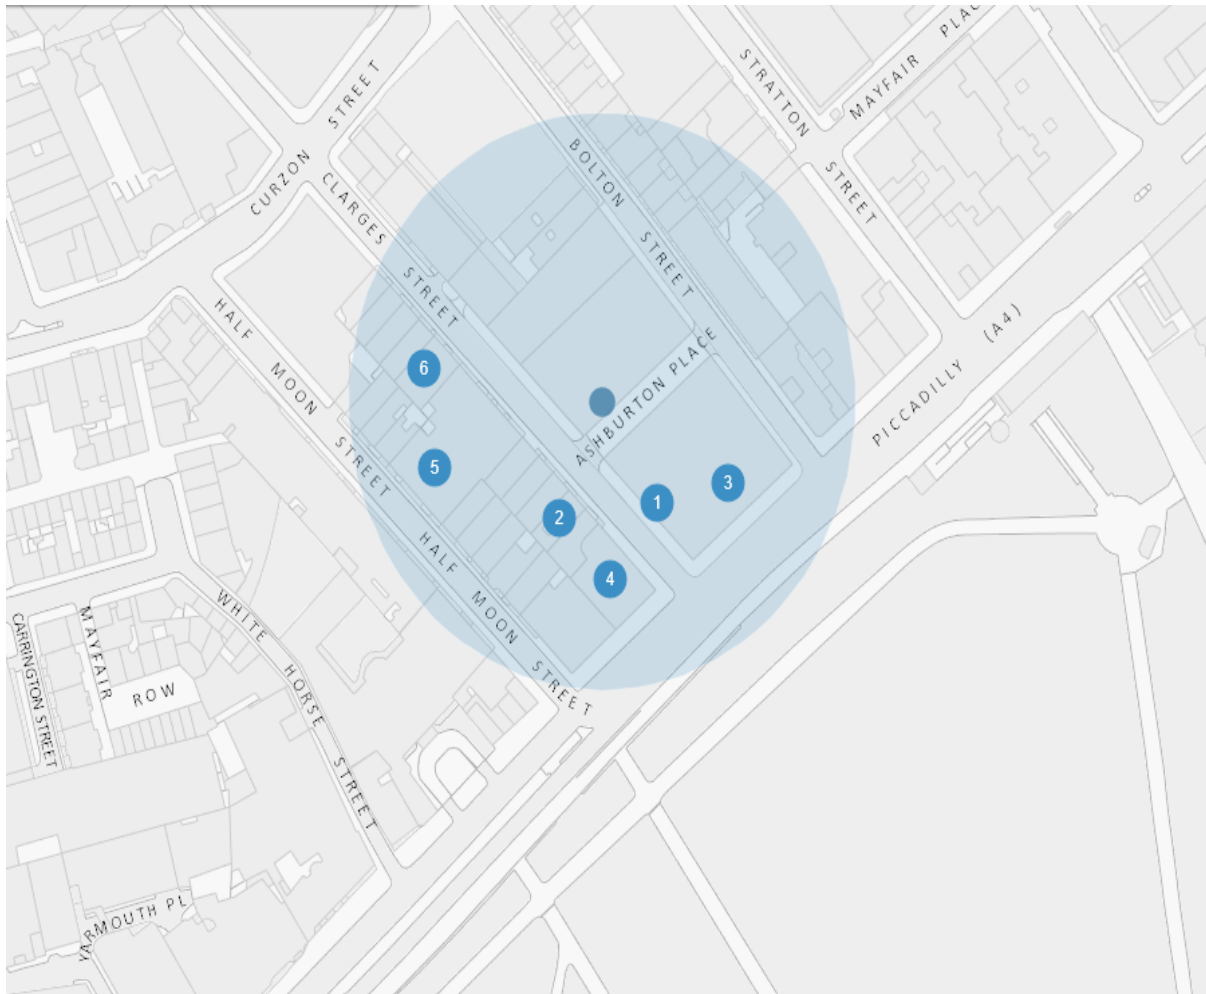 STRATTON STREET
MAYFAIR PLAC
CURZON STREET
CLARGES STREET
BOLTON STREET
HALF MOON STREET
ASHBURTON PLACE
PICCADILLY (A4)
6
5
3
1
2
4
HALF MOON STREET
WHITE HORSE STREET
CARRINGTON STREET
MAYFAIR
ROW
YARMOUTH PL